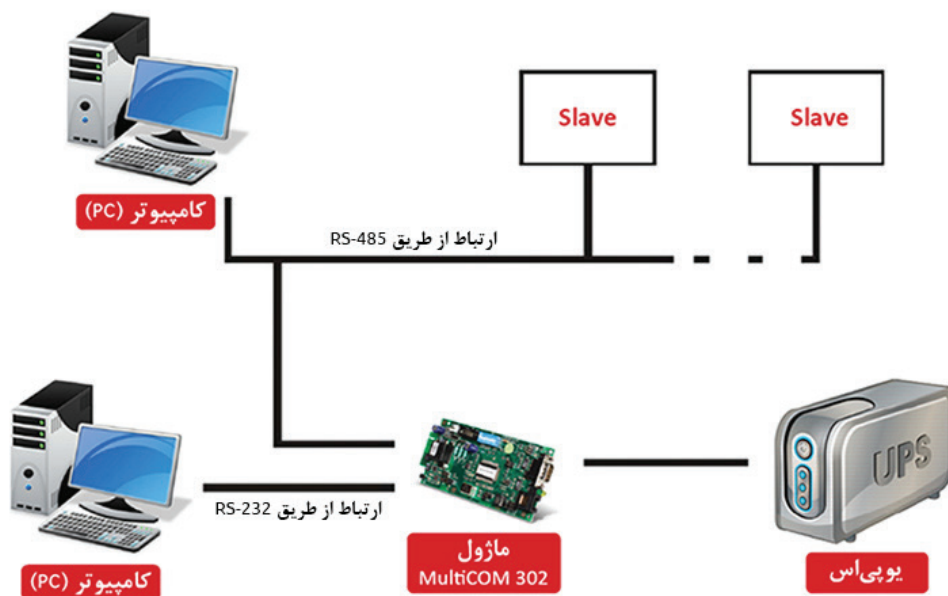 Slave
Slave
کامپیوتر (PC)
ارتباط از طریق RS-485
UPS
ارتباط از طریق RS-232
ماژول
MultiCOM 302
یوپی‌اس
کامپیوتر (PC)